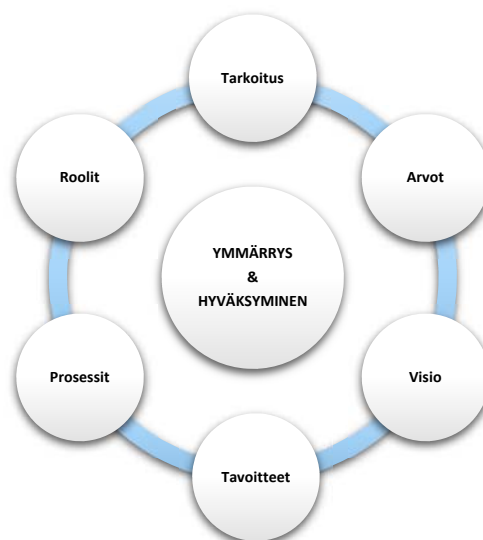 Tarkoitus
Arvot
Visio
Tavoitteet
Prosessit
Roolit
YMMÄRRYS
&
HYVÄKSYMINEN